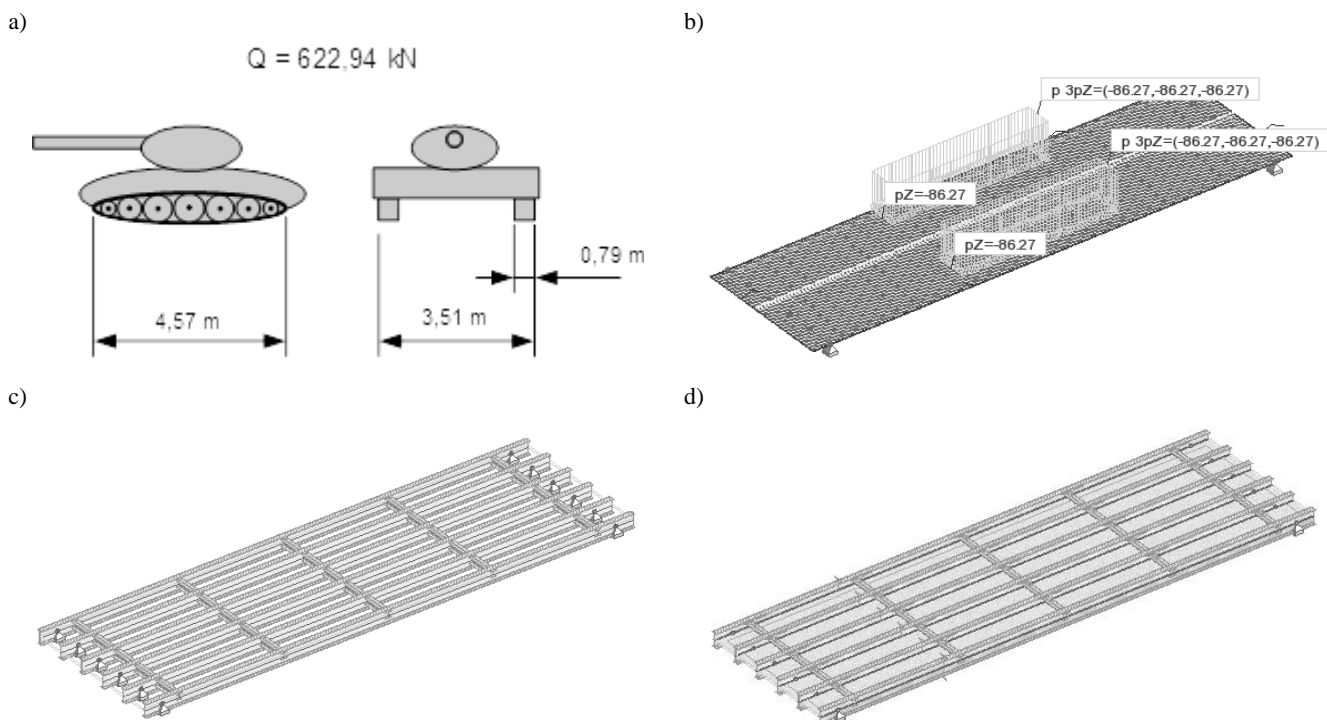 a)
b)
Q = 622,94 kN
p 3pZ=(-86.27,-86.27,-86.27)
p 3pZ=(-86.27,-86.27,-86.27)
pZ=-86.27
pZ=-86.27
0,79 m
4,57 m
3,51 m
c)
d)